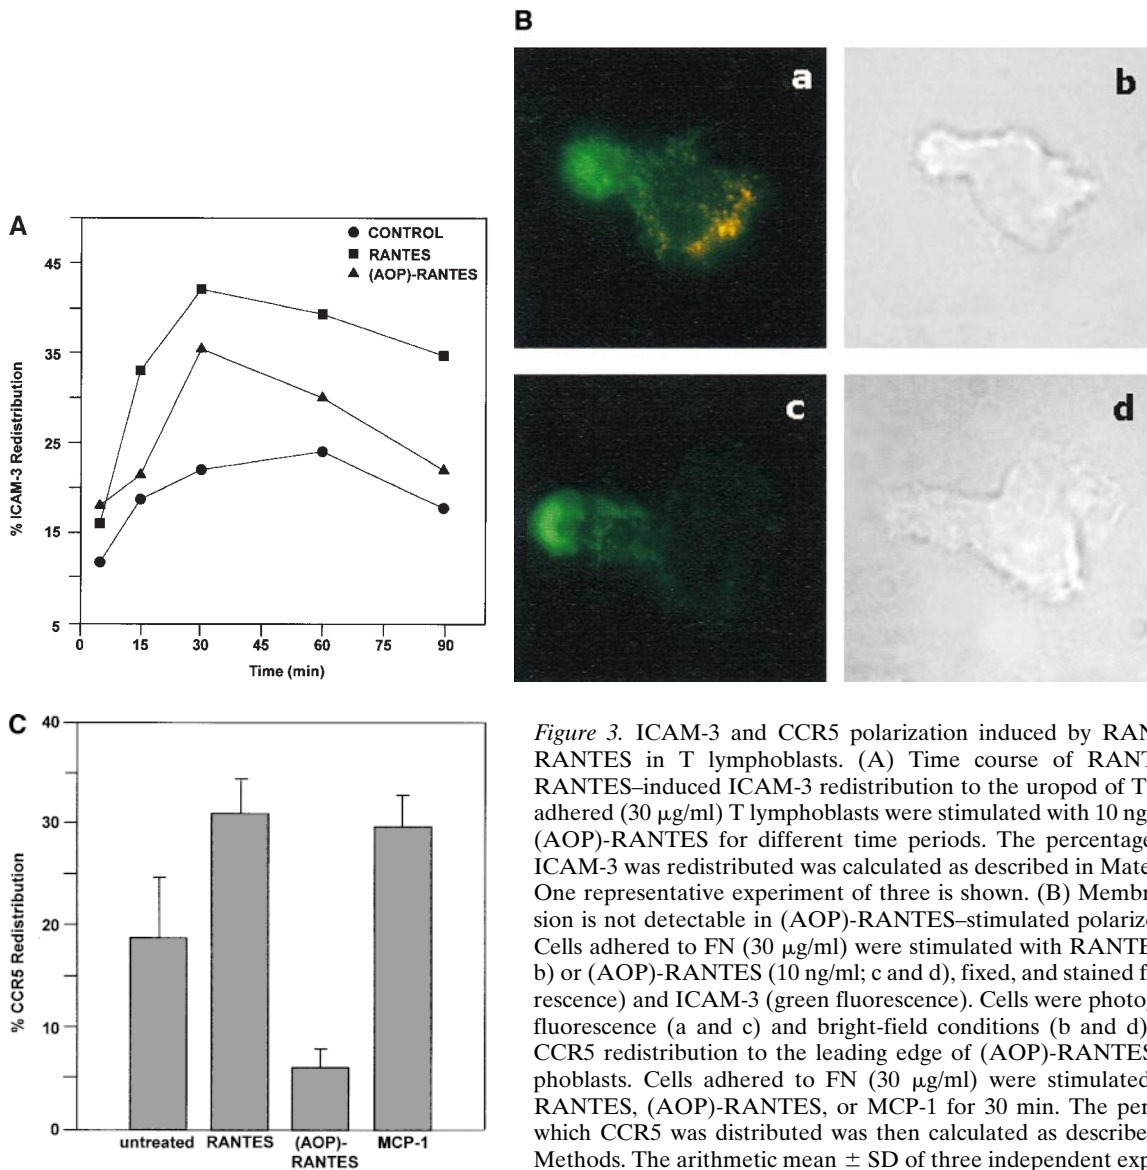 A
CONTROL
RANTES
(AOP)-RANTES
% ICAM-3 Redistribution
45
35
25
15
5
0 15 30 45 60 75 90
Time (min)
B
a
b
c
d
C
% CCR5 Redistribution
40
30
20
10
0
untreated RANTES (AOP)- MCP-1
RANTES
Figure 3. ICAM-3 and CCR5 polarization induced by RAN
RANTES in T lymphoblasts. (A) Time course of RANT
RANTES–induced ICAM-3 redistribution to the uropod of T
adhered (30 μg/ml) T lymphoblasts were stimulated with 10 ng
(AOP)-RANTES for different time periods. The percentage
ICAM-3 was redistributed was calculated as described in Mate
One representative experiment of three is shown. (B) Membr
sion is not detectable in (AOP)-RANTES–stimulated polariz
Cells adhered to FN (30 μg/ml) were stimulated with RANTE
b) or (AOP)-RANTES (10 ng/ml; c and d), fixed, and stained f
rescence) and ICAM-3 (green fluorescence). Cells were photo
fluorescence (a and c) and bright-field conditions (b and d)
CCR5 redistribution to the leading edge of (AOP)-RANTES
phoblasts. Cells adhered to FN (30 μg/ml) were stimulated
RANTES, (AOP)-RANTES, or MCP-1 for 30 min. The per
which CCR5 was distributed was then calculated as describe
Methods. The arithmetic mean ± SD of three independent exp